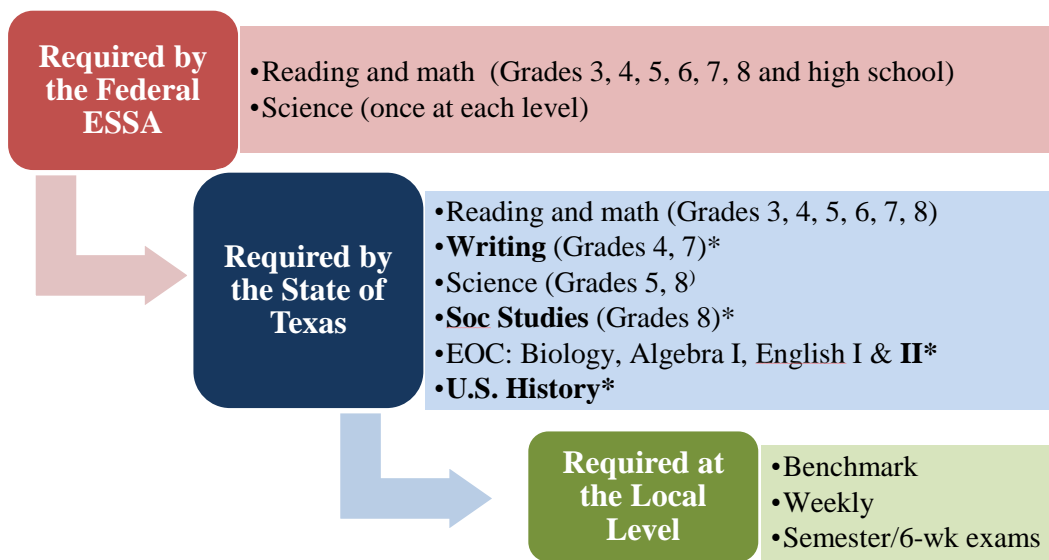 Required by
the Federal
ESSA
•Reading and math  (Grades 3, 4, 5, 6, 7, 8 and high school)
•Science (once at each level)
Required by
the State of
Texas
•Reading and math (Grades 3, 4, 5, 6, 7, 8)
•Writing (Grades 4, 7)*
•Science (Grades 5, 8⁾
•Soc Studies (Grades 8)*
•EOC: Biology, Algebra I, English I & II*
•U.S. History*
Required at
the Local
Level
•Benchmark
•Weekly
•Semester/6-wk exams